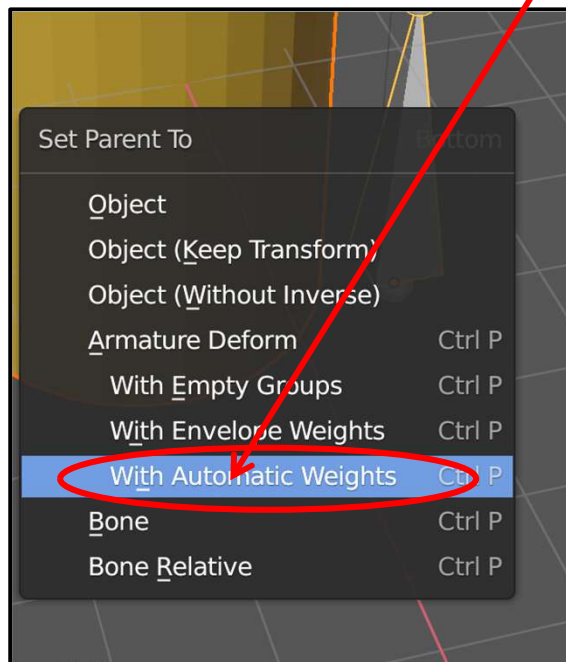 Set Parent To Bottom
Object
Object (Keep Transform)
Object (Without Inverse)
Armature Deform Ctrl P
With Empty Groups Ctrl P
With Envelope Weights Ctrl P
With Automatic Weights Ctrl P
Bone Ctrl P
Bone Relative Ctrl P